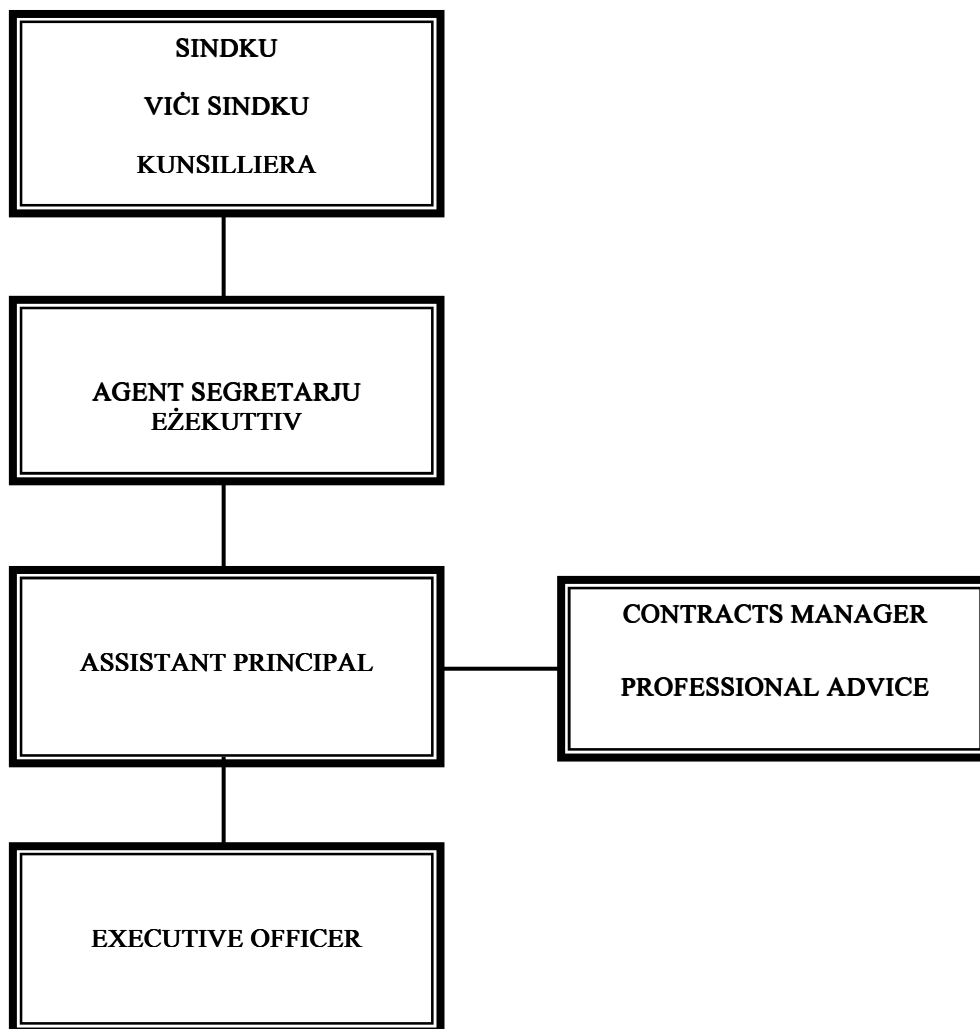 SINDKU
VIĊI SINDKU
KUNSILLIERA
AGENT SEGRETARJU
EŻEKUTTIV
ASSISTANT PRINCIPAL
CONTRACTS MANAGER
PROFESSIONAL ADVICE
EXECUTIVE OFFICER